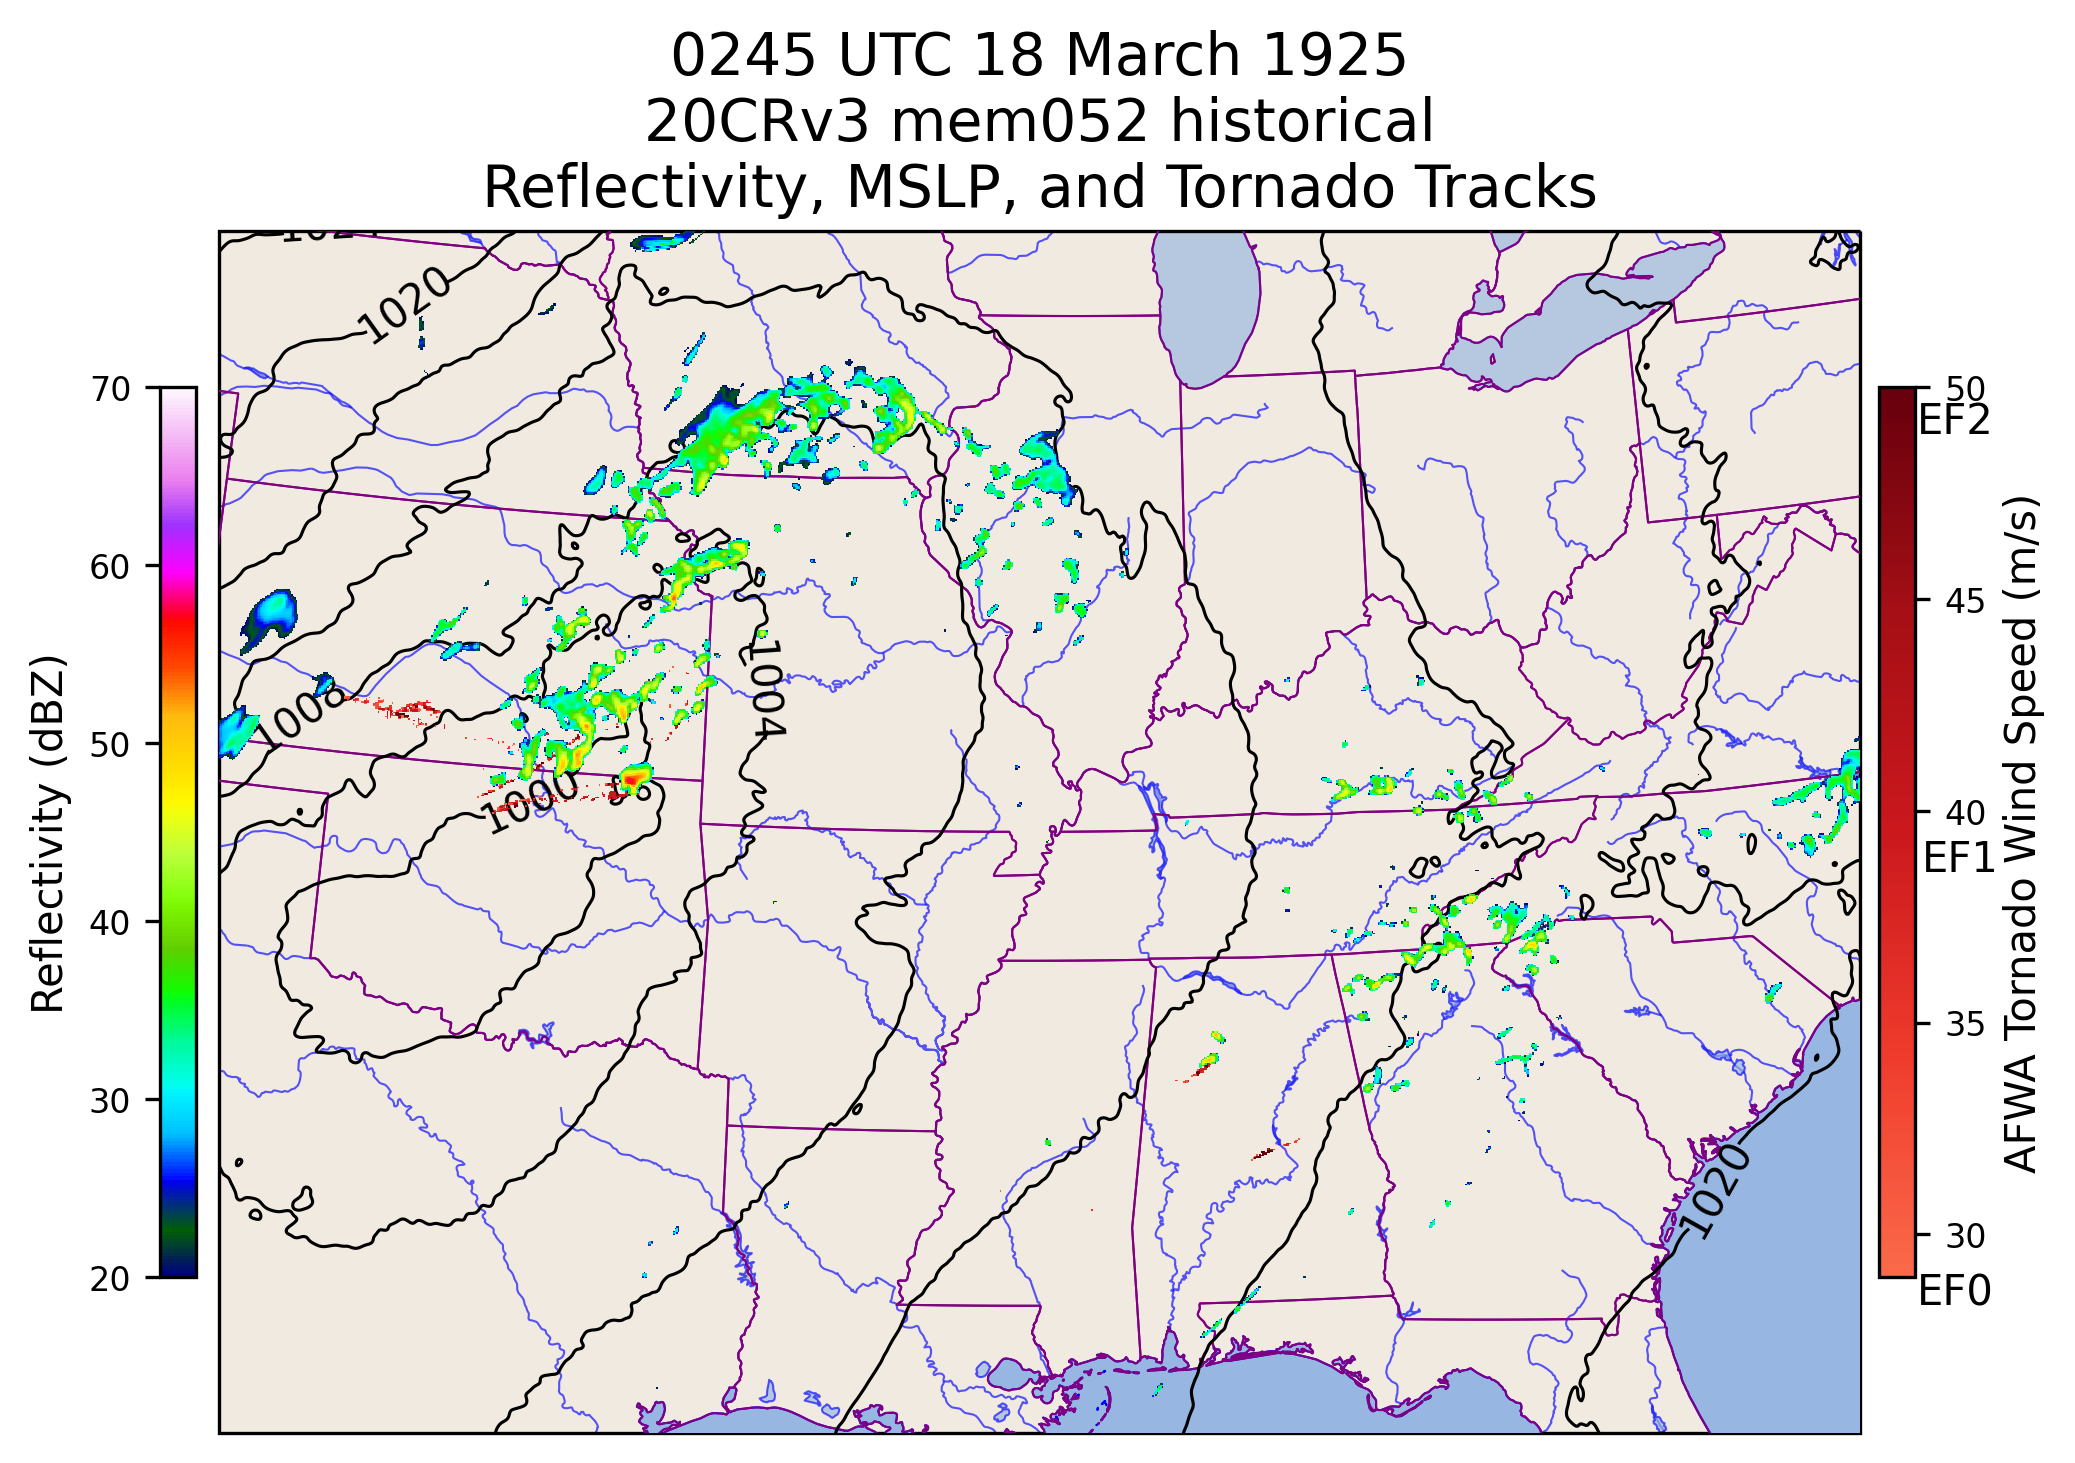 0245 UTC 18 March 1925
20CRv3 mem052 historical
Reflectivity, MSLP, and Tornado Tracks
1020
1008
1004
1000
1020
Reflectivity (dBZ)
70
60
50
40
30
20
50
EF2
45
40
EF1
35
30
EF0
AFWA Tornado Wind Speed (m/s)